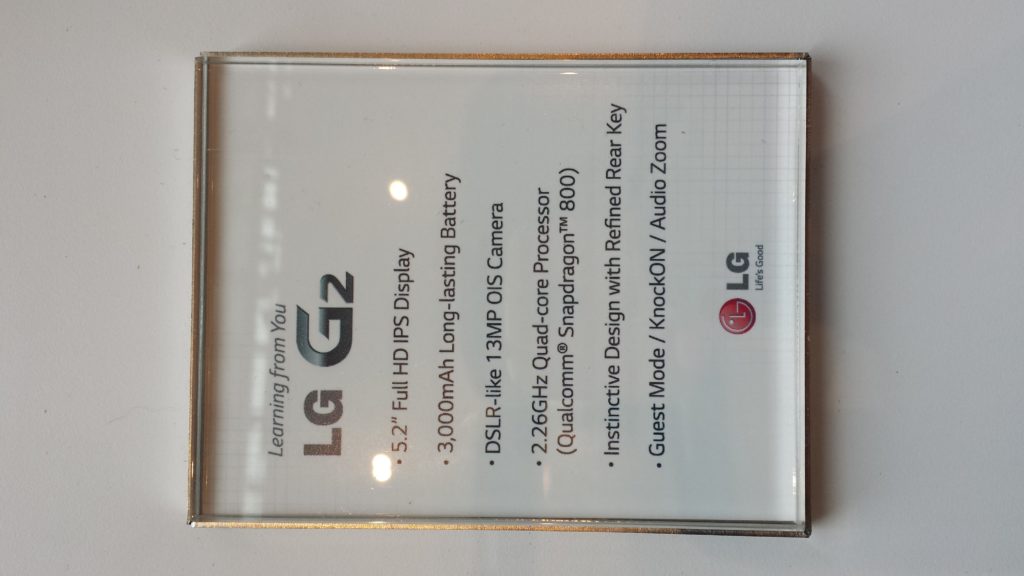 Learning from You
LG G2
• 5.2" Full HD IPS Display
• 3,000mAh Long-lasting Battery
• DSLR-like 13MP OIS Camera
• 2.26GHz Quad-core Processor
(Qualcomm® Snapdragon™ 800)
• Instinctive Design with Refined Rear Key
• Guest Mode / KnockON / Audio Zoom
LG
Life's Good